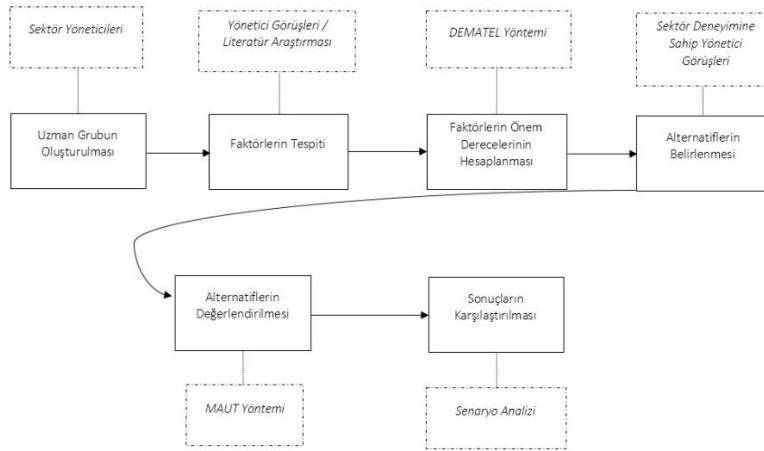 Sektör Yöneticileri
Yönetici Görüşleri /
Literatür Araştırması
DEMATEL Yöntemi
Sektör Deneyimine
Sahip Yönetici
Görüşleri
Uzman Grubun
Oluşturulması
Faktörlerin Tespiti
Faktörlerin Önem
Derecelerinin
Hesaplanması
Alternatiflerin
Belirlenmesi
Alternatiflerin
Değerlendirilmesi
Sonuçların
Karşılaştırılması
MAUT Yöntemi
Senaryo Analizi